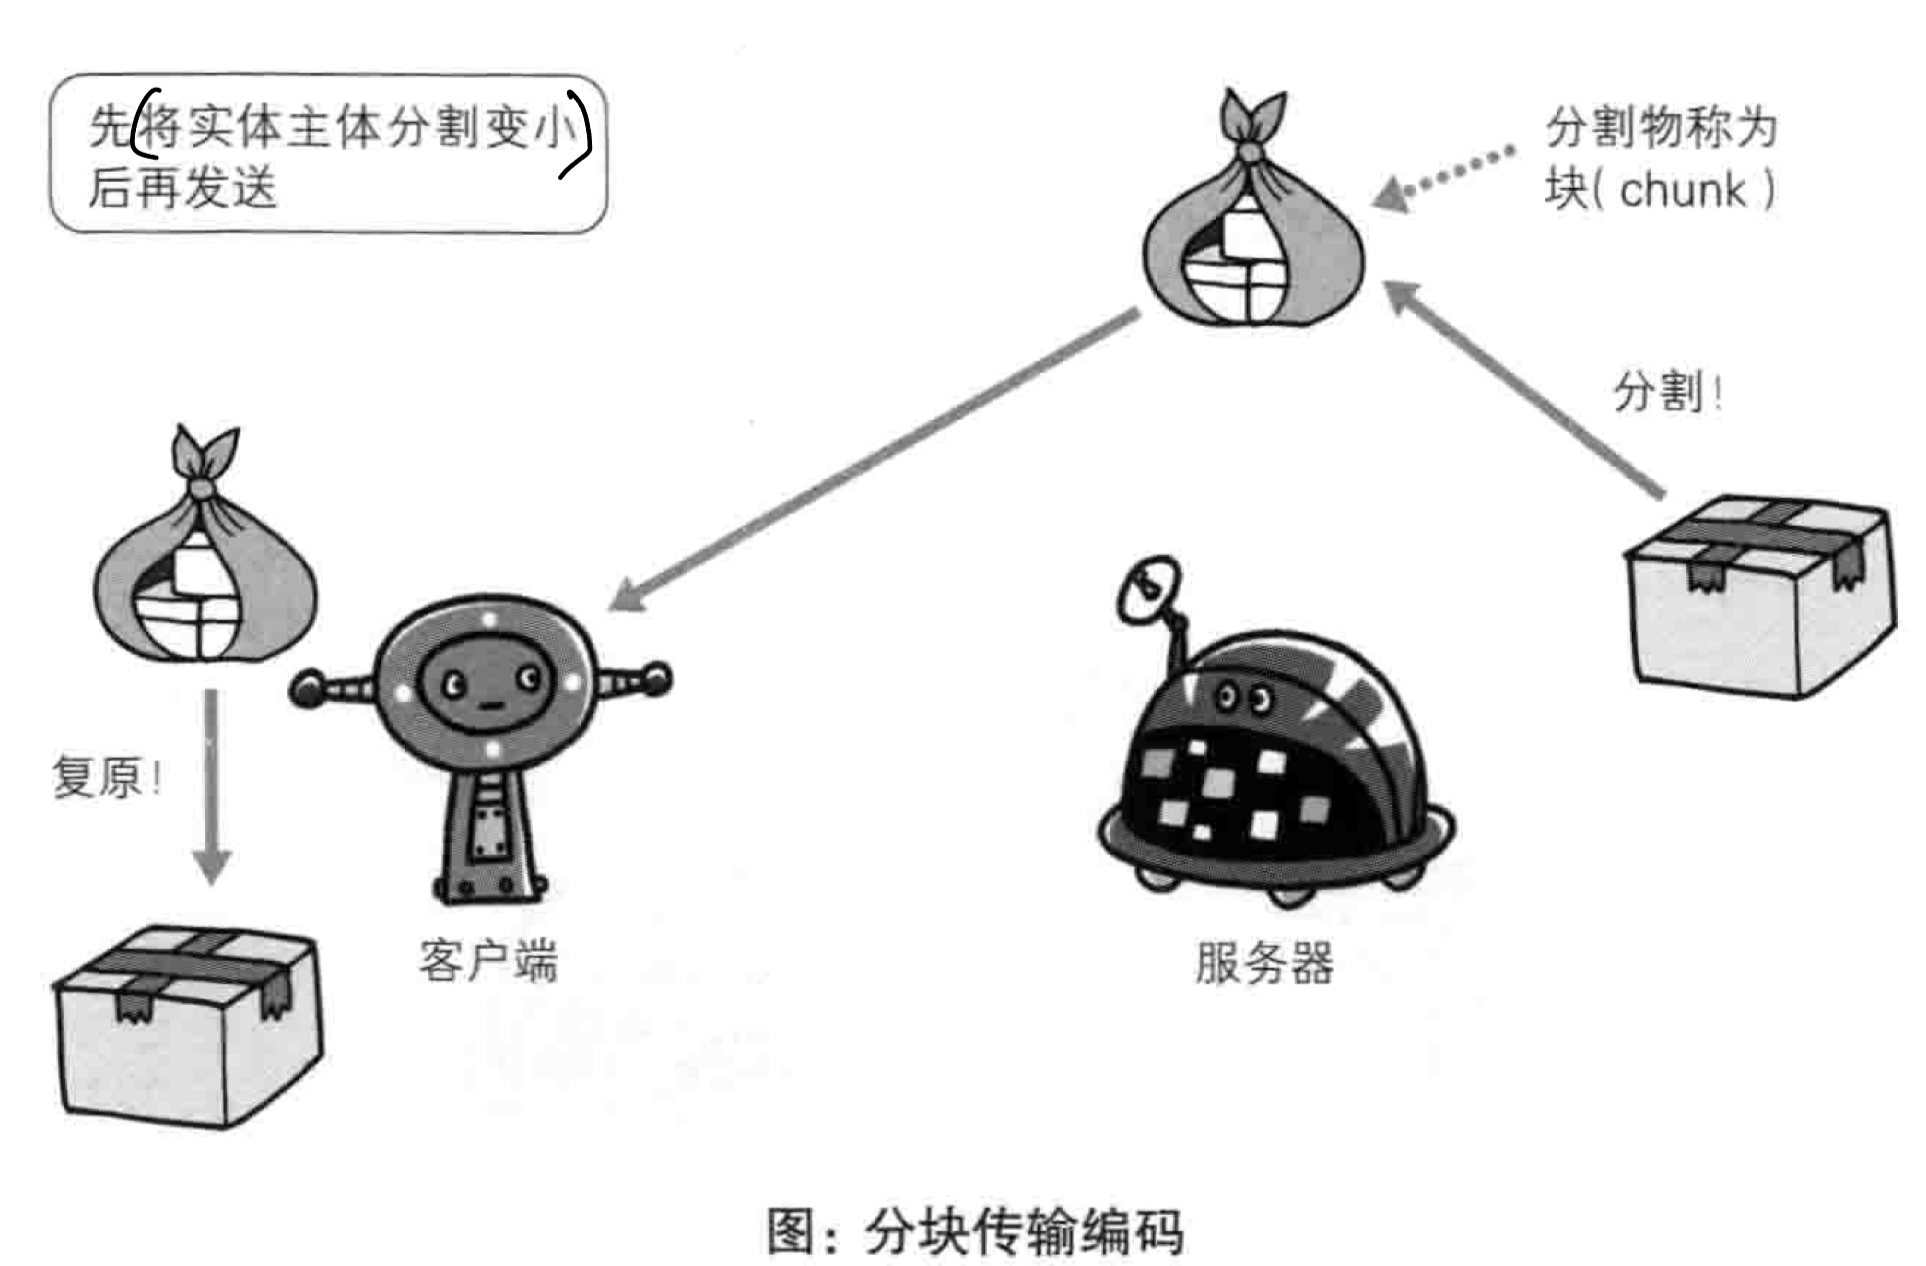 先(将实体主体分割变小)
后再发送
分割物称为
块( chunk )
分割!
复原!
客户端
服务器
图: 分块传输编码